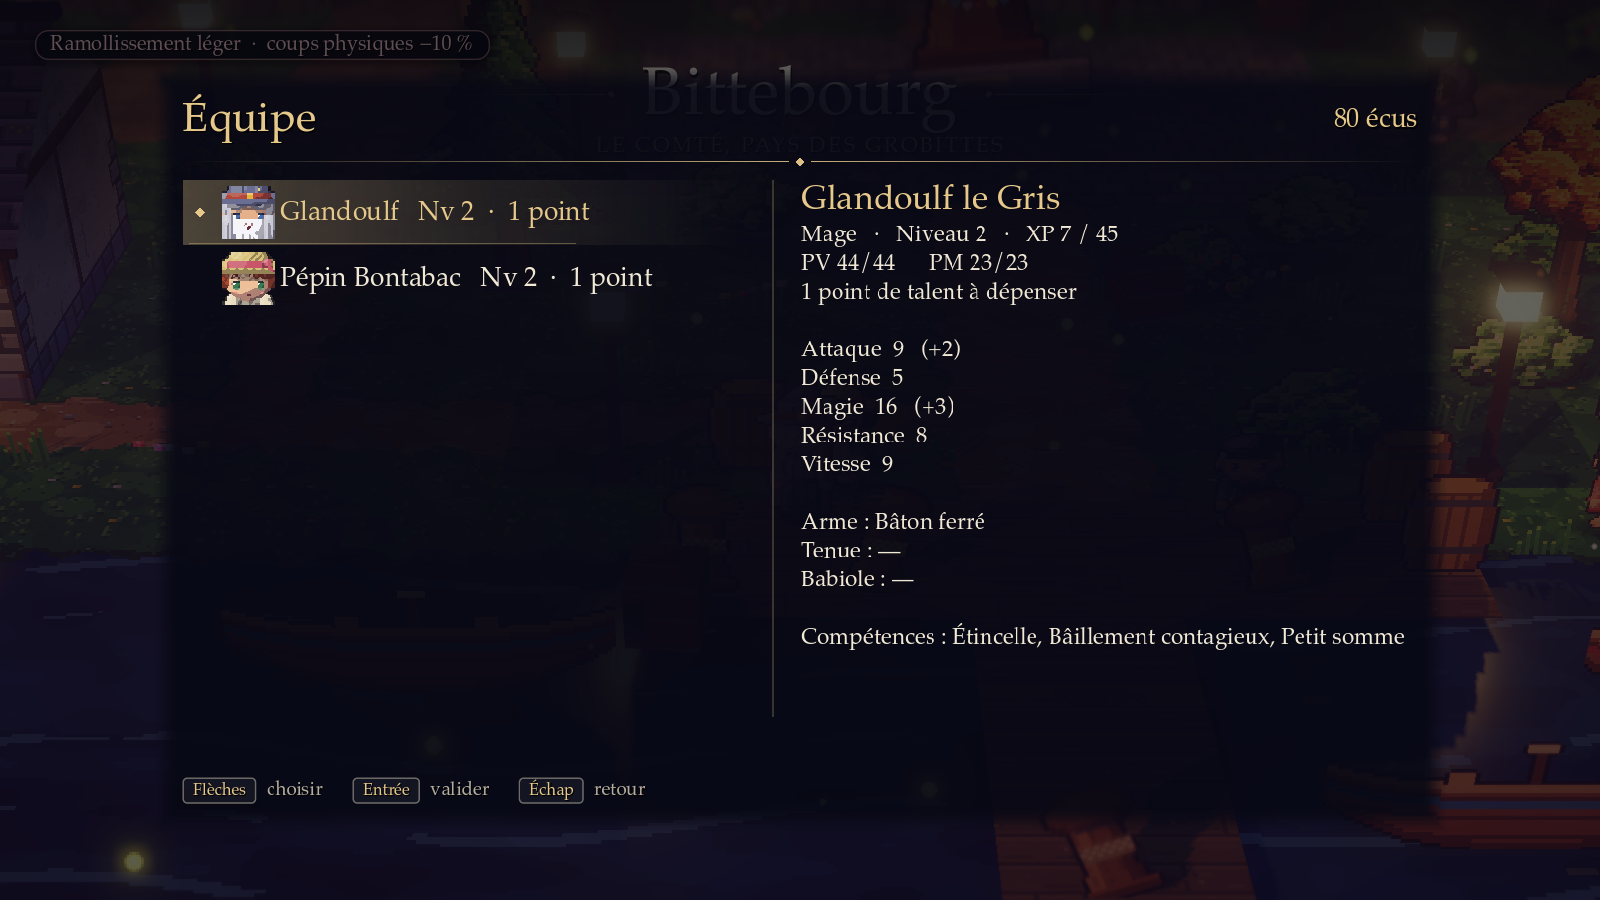 Ramollissement léger · coups physiques −10 %
Bittebourg
LE COMTÉ, PAYS DES GROBITTES
Équipe
80 écus
Glandoulf Nv 2 · 1 point
Pépin Bontabac Nv 2 · 1 point
Glandoulf le Gris
Mage · Niveau 2 · XP 7 / 45
PV 44/44 PM 23/23
1 point de talent à dépenser
Attaque 9 (+2)
Défense 5
Magie 16 (+3)
Résistance 8
Vitesse 9
Arme : Bâton ferré
Tenue : —
Babiole : —
Compétences : Étincelle, Bâillement contagieux, Petit somme
Flèches choisir Entrée valider Échap retour